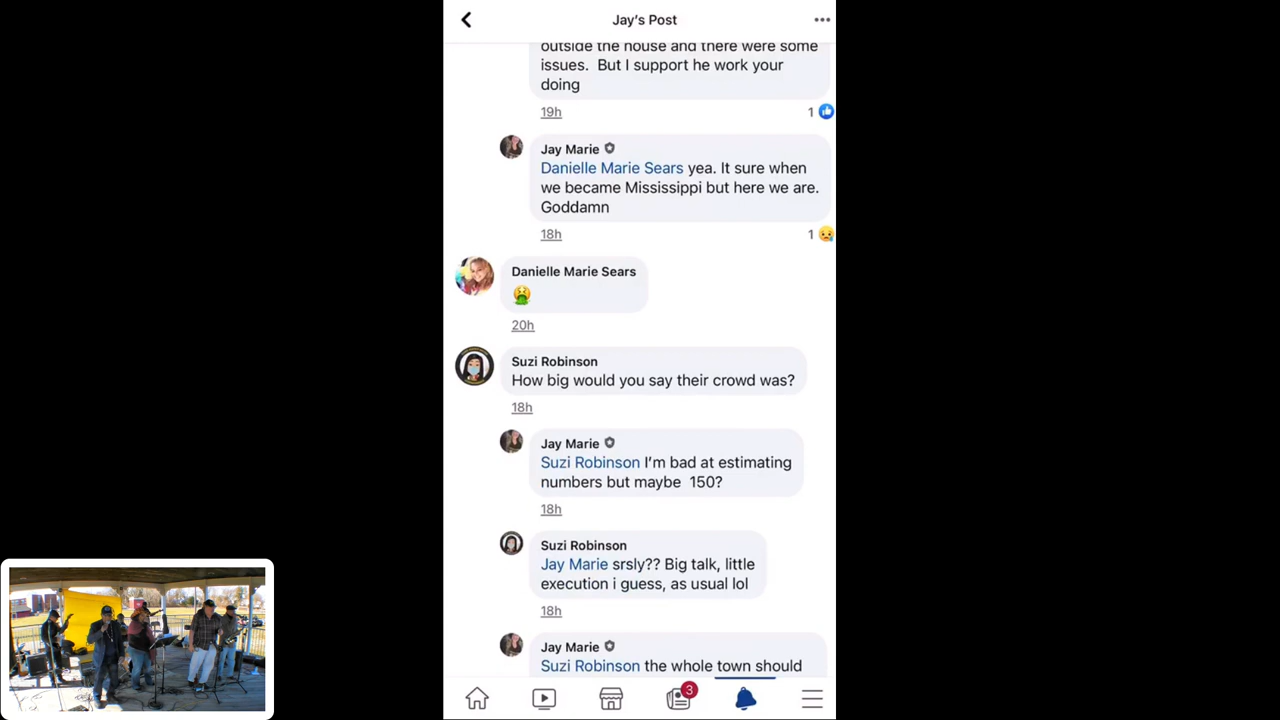 Jay's Post
outside the house and there were some
issues. But I support he work your
doing
19h
1
Jay Marie
Danielle Marie Sears yea. It sure when
we became Mississippi but here we are.
Goddamn
18h
1
Danielle Marie Sears
20h
Suzi Robinson
How big would you say their crowd was?
18h
Jay Marie
Suzi Robinson I'm bad at estimating
numbers but maybe 150?
18h
Suzi Robinson
Jay Marie srsly?? Big talk, little
execution i guess, as usual lol
18h
Jay Marie
Suzi Robinson the whole town should
3